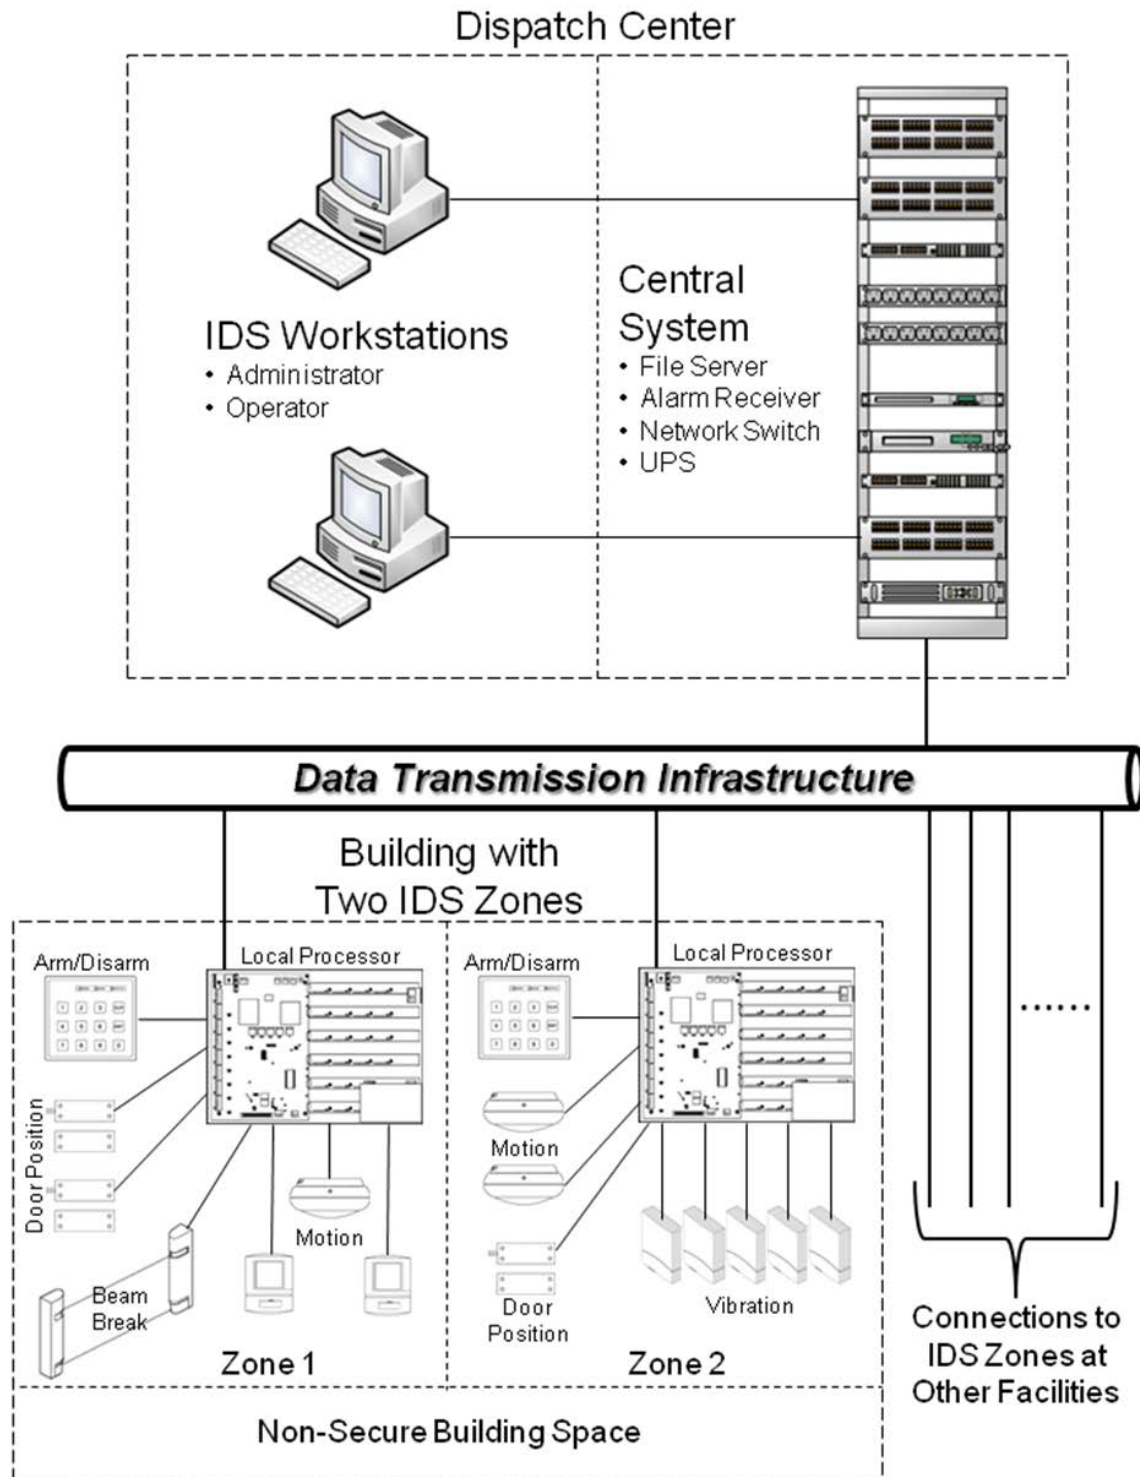 Dispatch Center
IDS Workstations
• Administrator
• Operator
Central
System
• File Server
• Alarm Receiver
• Network Switch
• UPS
Data Transmission Infrastructure
Building with
Two IDS Zones
Arm/Disarm
Local Processor
Door Position
Motion
Beam
Break
Zone 1
Arm/Disarm
Local Processor
Motion
Door
Position
Vibration
Zone 2
......
Connections to
IDS Zones at
Other Facilities
Non-Secure Building Space